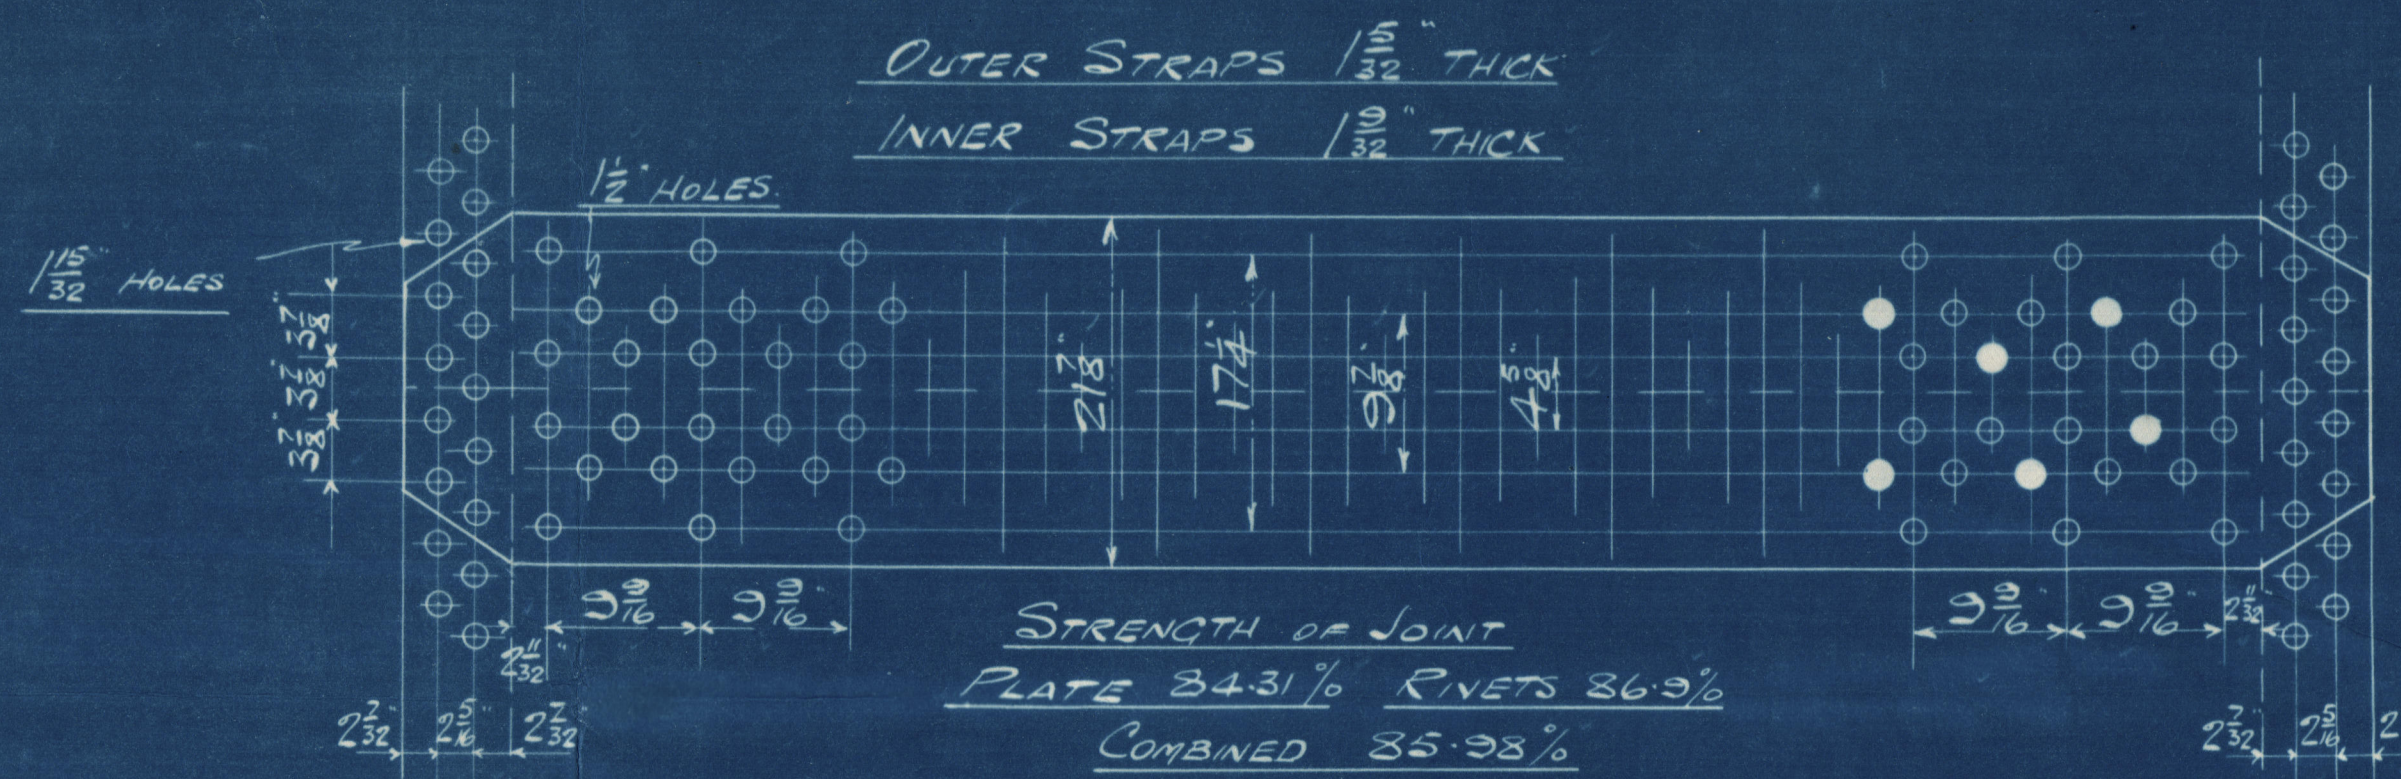 OUTER STRAPS 1 5/32" THICK
INNER STRAPS 1 9/32" THICK
1 1/2" HOLES.
1 15/32" HOLES
3 7/8"
3 7/8"
3 7/8"
21 7/8"
17 1/4"
9 7/8"
4 5/8"
9 9/16"
9 9/16"
2 11/32"
9 9/16"
9 9/16"
2 11/32"
STRENGTH OF JOINT
PLATE 84.31% RIVETS 86.9%
COMBINED 85.98%
2 7/32"
2 5/16"
2 7/32"
2 7/32"
2 5/16"
2